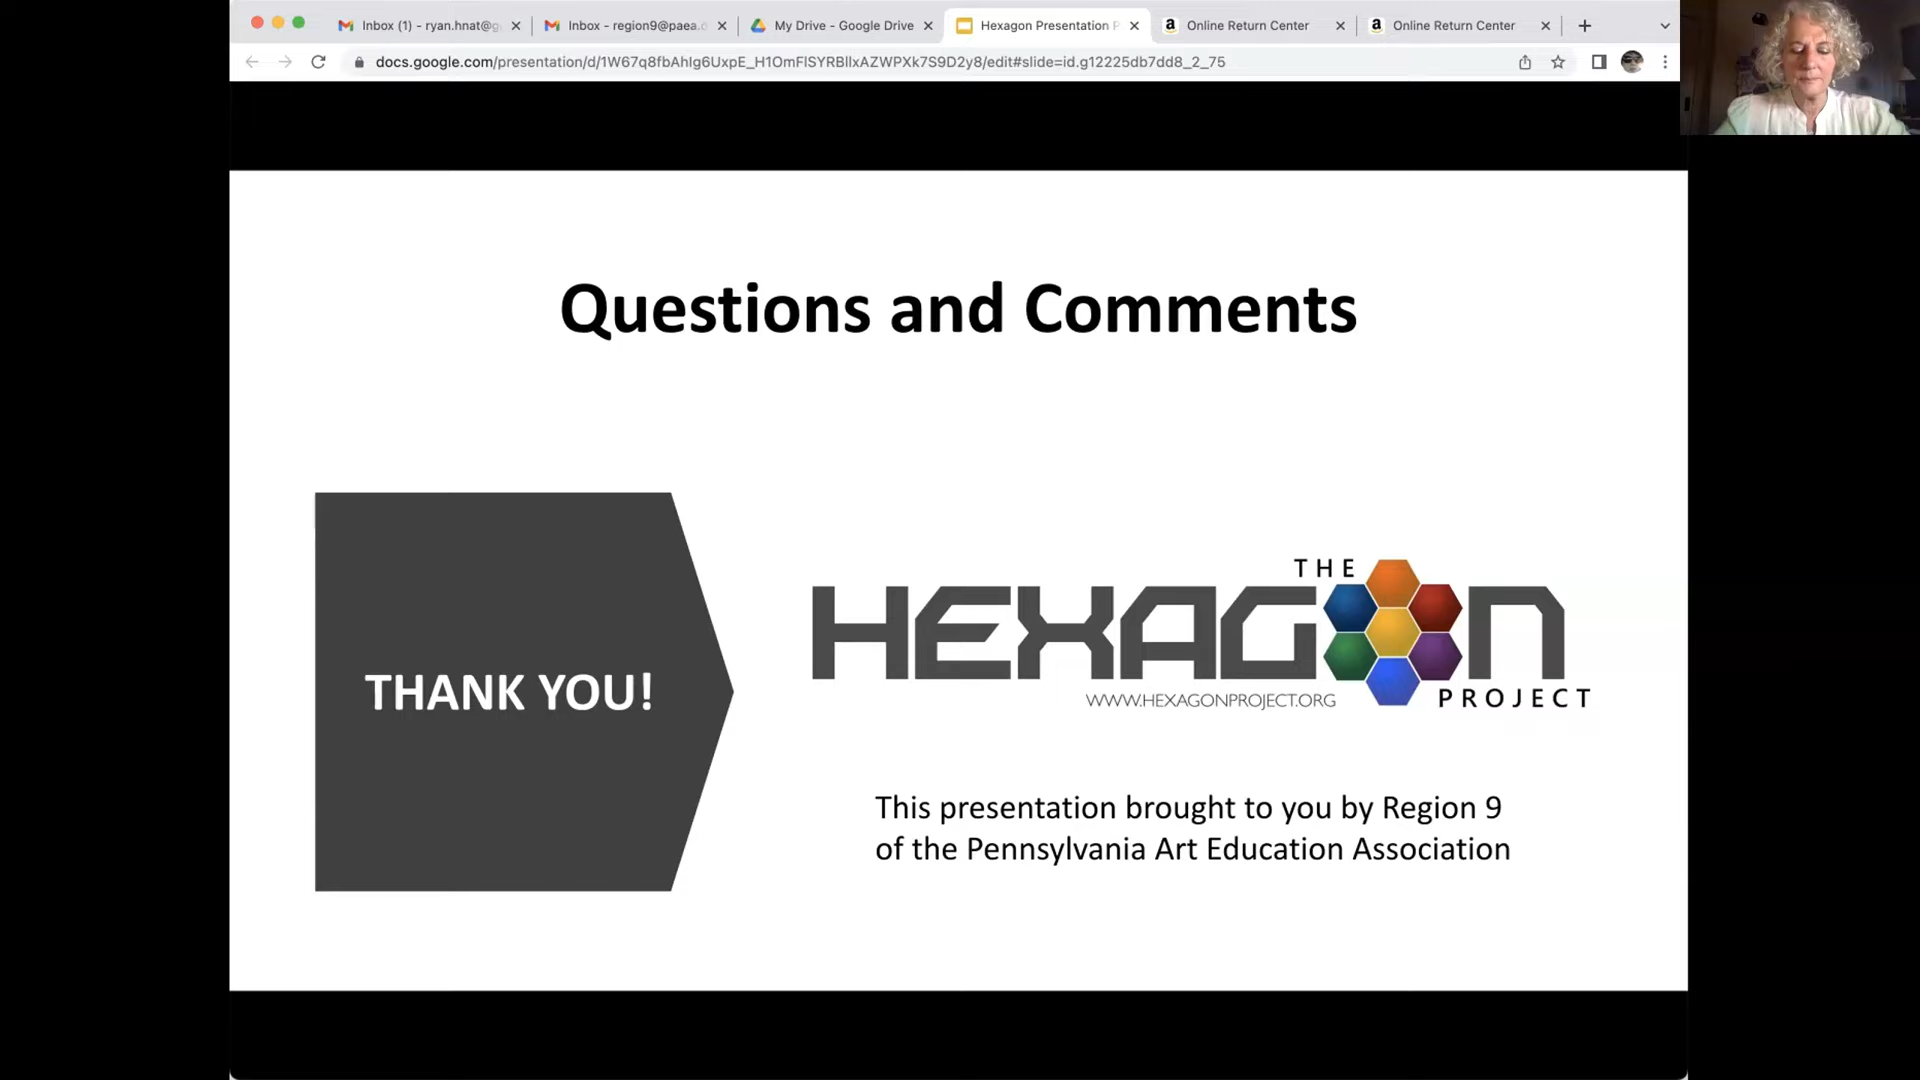 Inbox (1) - ryan.hnat@g
Inbox - region9@paea.o
My Drive - Google Drive
Hexagon Presentation P
Online Return Center
Online Return Center
docs.google.com/presentation/d/1W67q8fbAhIg6UxpE_H1OmFlSYRBllxAZWPXk7S9D2y8/edit#slide=id.g12225db7dd8_2_75
Questions and Comments
THANK YOU!
THE
HEXAGON
WWW.HEXAGONPROJECT.ORG
PROJECT
This presentation brought to you by Region 9
of the Pennsylvania Art Education Association